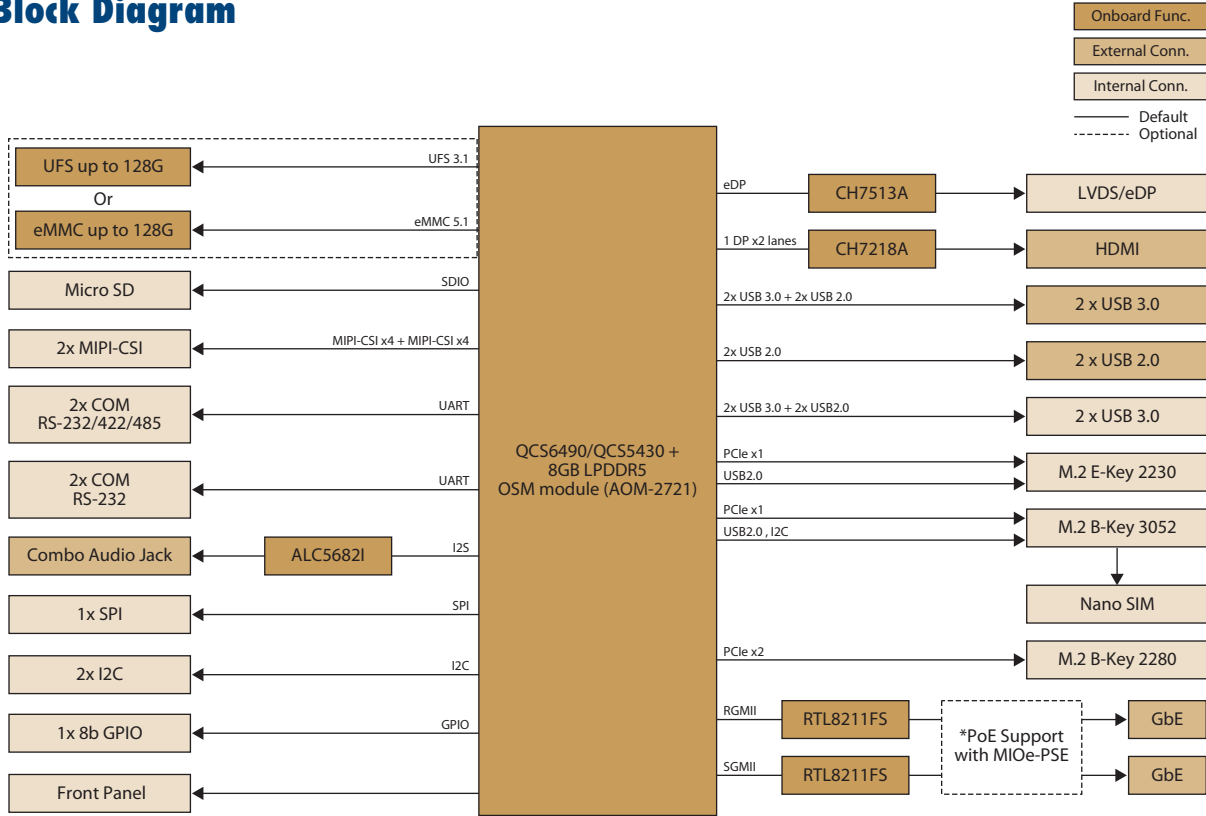 Block Diagram
Onboard Func.
External Conn.
Internal Conn.
Default
Optional
UFS up to 128G
Or
eMMC up to 128G
Micro SD
2x MIPI-CSI
2x COM
RS-232/422/485
2x COM
RS-232
Combo Audio Jack
ALC5682I
1x SPI
2x I2C
1x 8b GPIO
Front Panel
UFS 3.1
eMMC 5.1
SDIO
MIPI-CSI x4 + MIPI-CSI x4
UART
UART
I2S
SPI
I2C
GPIO
QCS6490/QCS5430 +
8GB LPDDR5
OSM module (AOM-2721)
eDP
CH7513A
LVDS/eDP
1 DP x2 lanes
CH7218A
HDMI
2x USB 3.0 + 2x USB 2.0
2 x USB 3.0
2x USB 2.0
2 x USB 2.0
2x USB 3.0 + 2x USB2.0
2 x USB 3.0
PCIe x1
USB2.0
M.2 E-Key 2230
PCIe x1
USB2.0 , I2C
M.2 B-Key 3052
Nano SIM
PCIe x2
M.2 B-Key 2280
RGMII
RTL8211FS
SGMII
RTL8211FS
*PoE Support
with MIOe-PSE
GbE
GbE